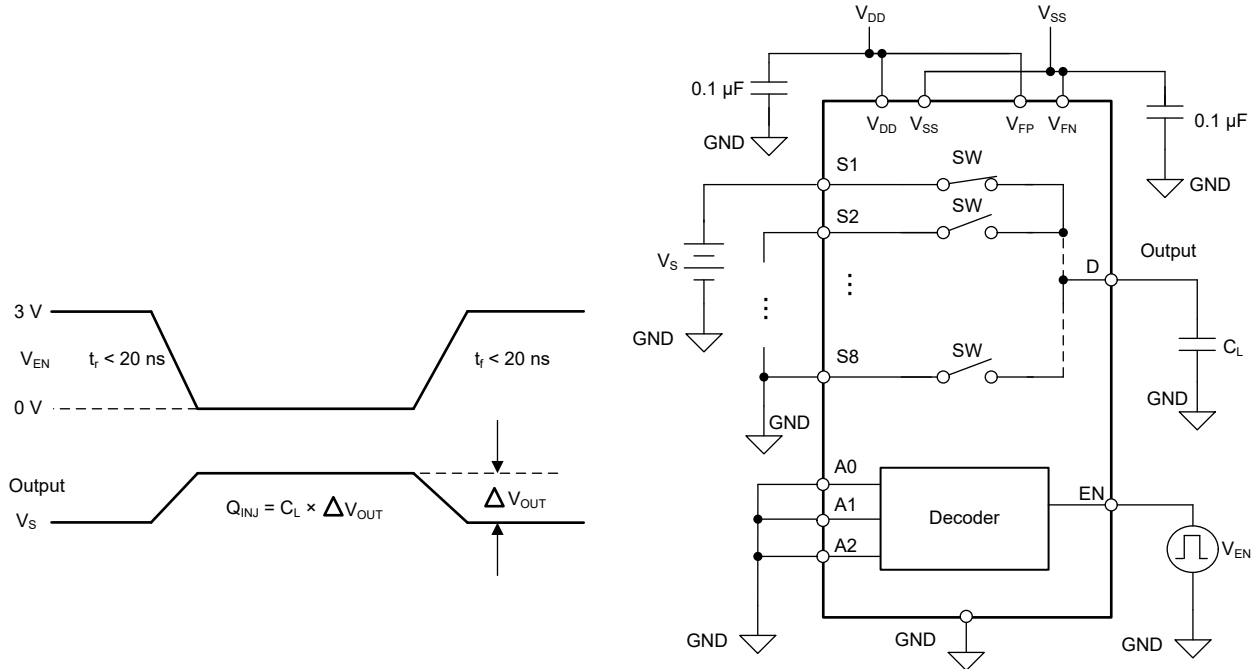 3 V
V_EN
t_r < 20 ns
t_f < 20 ns
0 V
Output
V_S
Q_INJ = C_L × ΔV_OUT
ΔV_OUT
V_DD
V_SS
0.1 µF
GND
V_DD
V_SS
V_FP
V_FN
0.1 µF
GND
S1
SW
S2
SW
V_S
GND
...
...
Output
D
C_L
GND
S8
SW
GND
A0
A1
A2
Decoder
EN
V_EN
GND
GND
GND